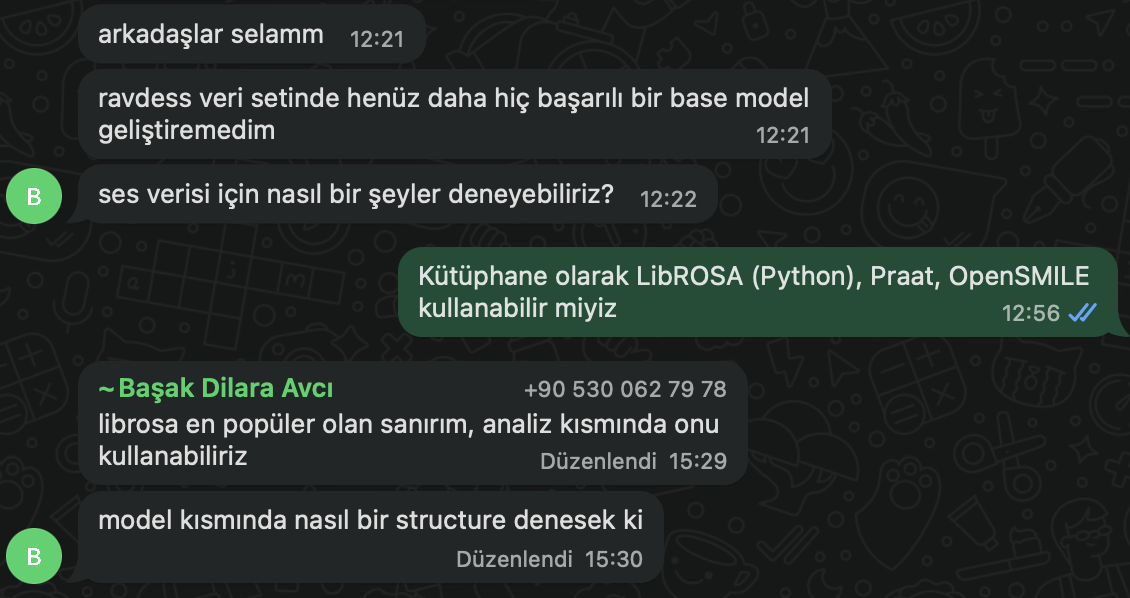 arkadaşlar selamm 12:21
ravdess veri setinde henüz daha hiç başarılı bir base model
geliştiremedim 12:21
B
ses verisi için nasıl bir şeyler deneyebiliriz? 12:22
Kütüphane olarak LibROSA (Python), Praat, OpenSMILE
kullanabilir miyiz 12:56
~ Başak Dilara Avcı +90 530 062 79 78
librosa en popüler olan sanırım, analiz kısmında onu
kullanabiliriz Düzenlendi 15:29
model kısmında nasıl bir structure denesek ki
B
Düzenlendi 15:30